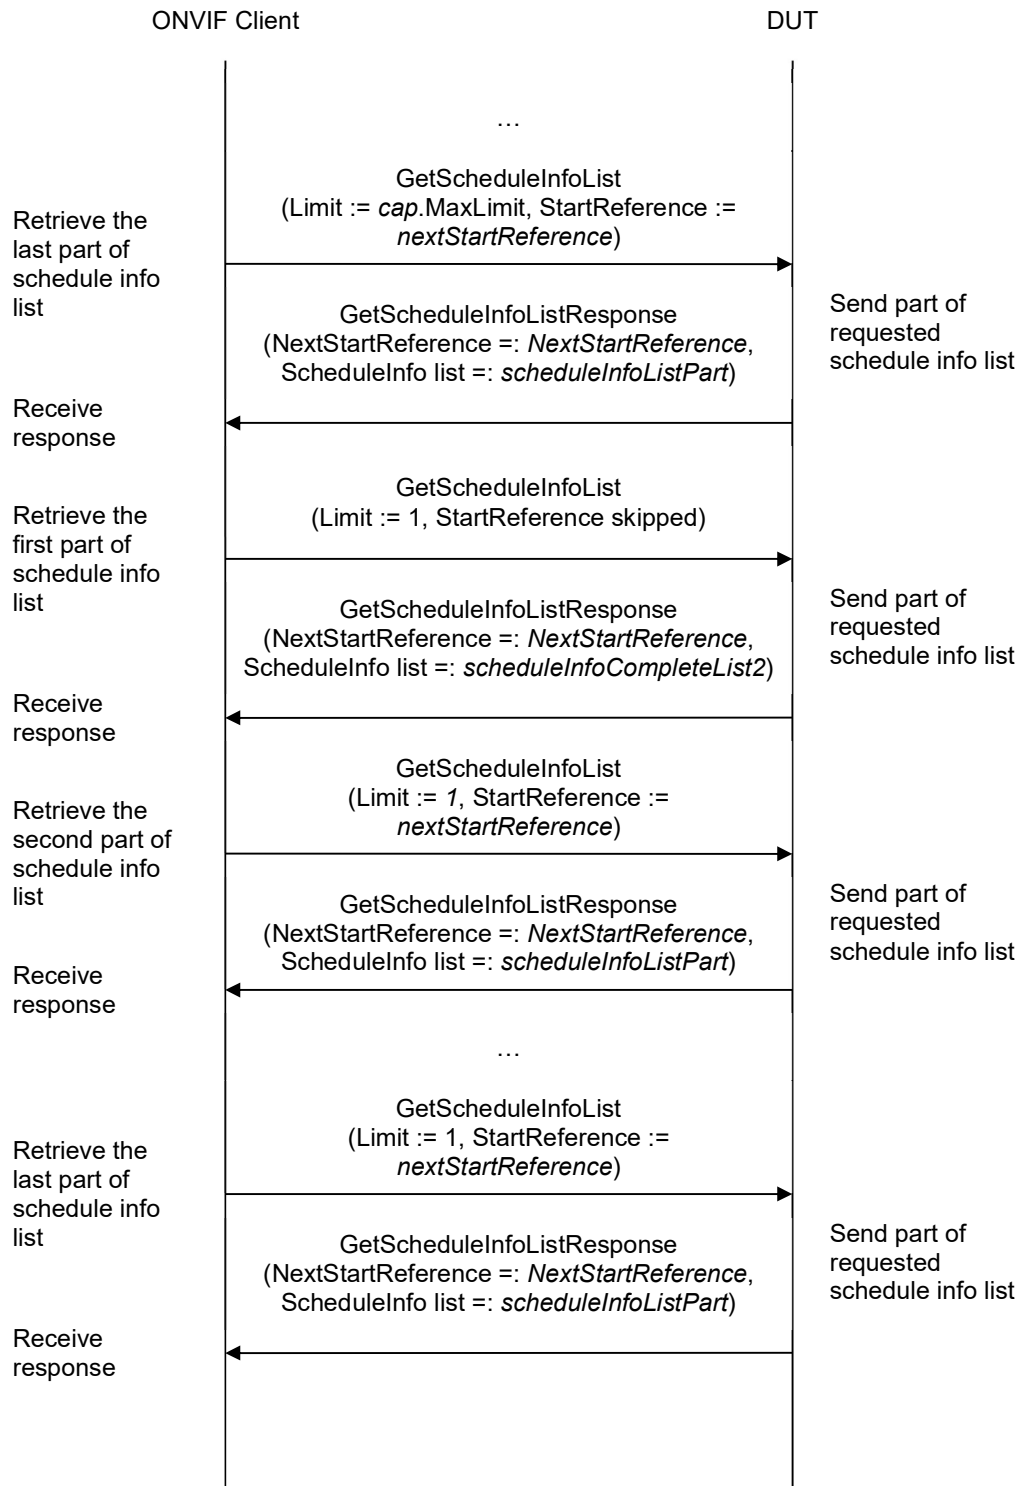 ONVIF Client
DUT
…
GetScheduleInfoList
(Limit := cap.MaxLimit, StartReference :=
nextStartReference)
Retrieve the
last part of
schedule info
list
GetScheduleInfoListResponse
(NextStartReference =: NextStartReference,
ScheduleInfo list =: scheduleInfoListPart)
Send part of
requested
schedule info list
Receive
response
GetScheduleInfoList
(Limit := 1, StartReference skipped)
Retrieve the
first part of
schedule info
list
GetScheduleInfoListResponse
(NextStartReference =: NextStartReference,
ScheduleInfo list =: scheduleInfoCompleteList2)
Send part of
requested
schedule info list
Receive
response
GetScheduleInfoList
(Limit := 1, StartReference :=
nextStartReference)
Retrieve the
second part of
schedule info
list
GetScheduleInfoListResponse
(NextStartReference =: NextStartReference,
ScheduleInfo list =: scheduleInfoListPart)
Send part of
requested
schedule info list
Receive
response
…
GetScheduleInfoList
(Limit := 1, StartReference :=
nextStartReference)
Retrieve the
last part of
schedule info
list
GetScheduleInfoListResponse
(NextStartReference =: NextStartReference,
ScheduleInfo list =: scheduleInfoListPart)
Send part of
requested
schedule info list
Receive
response